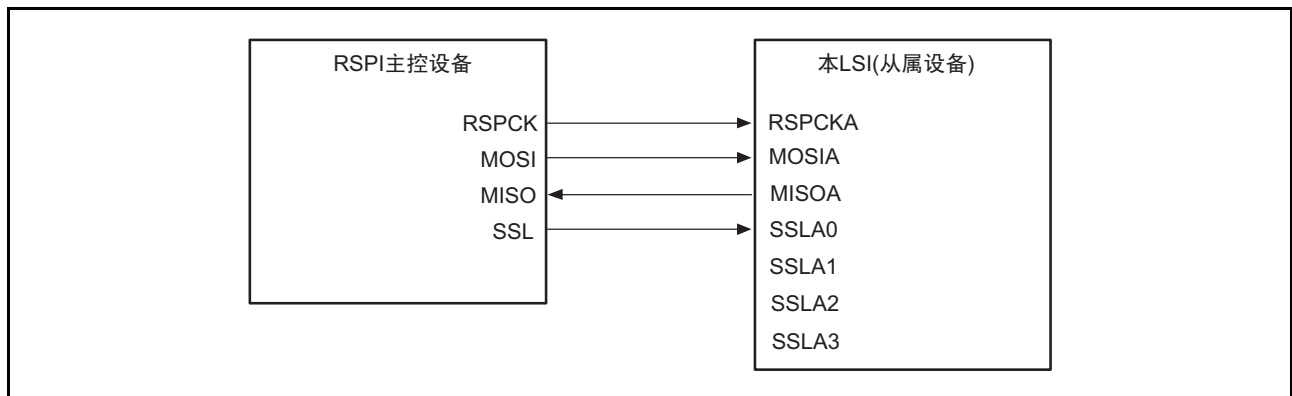 RSPI主控设备
RSPCK
MOSI
MISO
SSL
本LSI(从属设备)
RSPCKA
MOSIA
MISOA
SSLA0
SSLA1
SSLA2
SSLA3